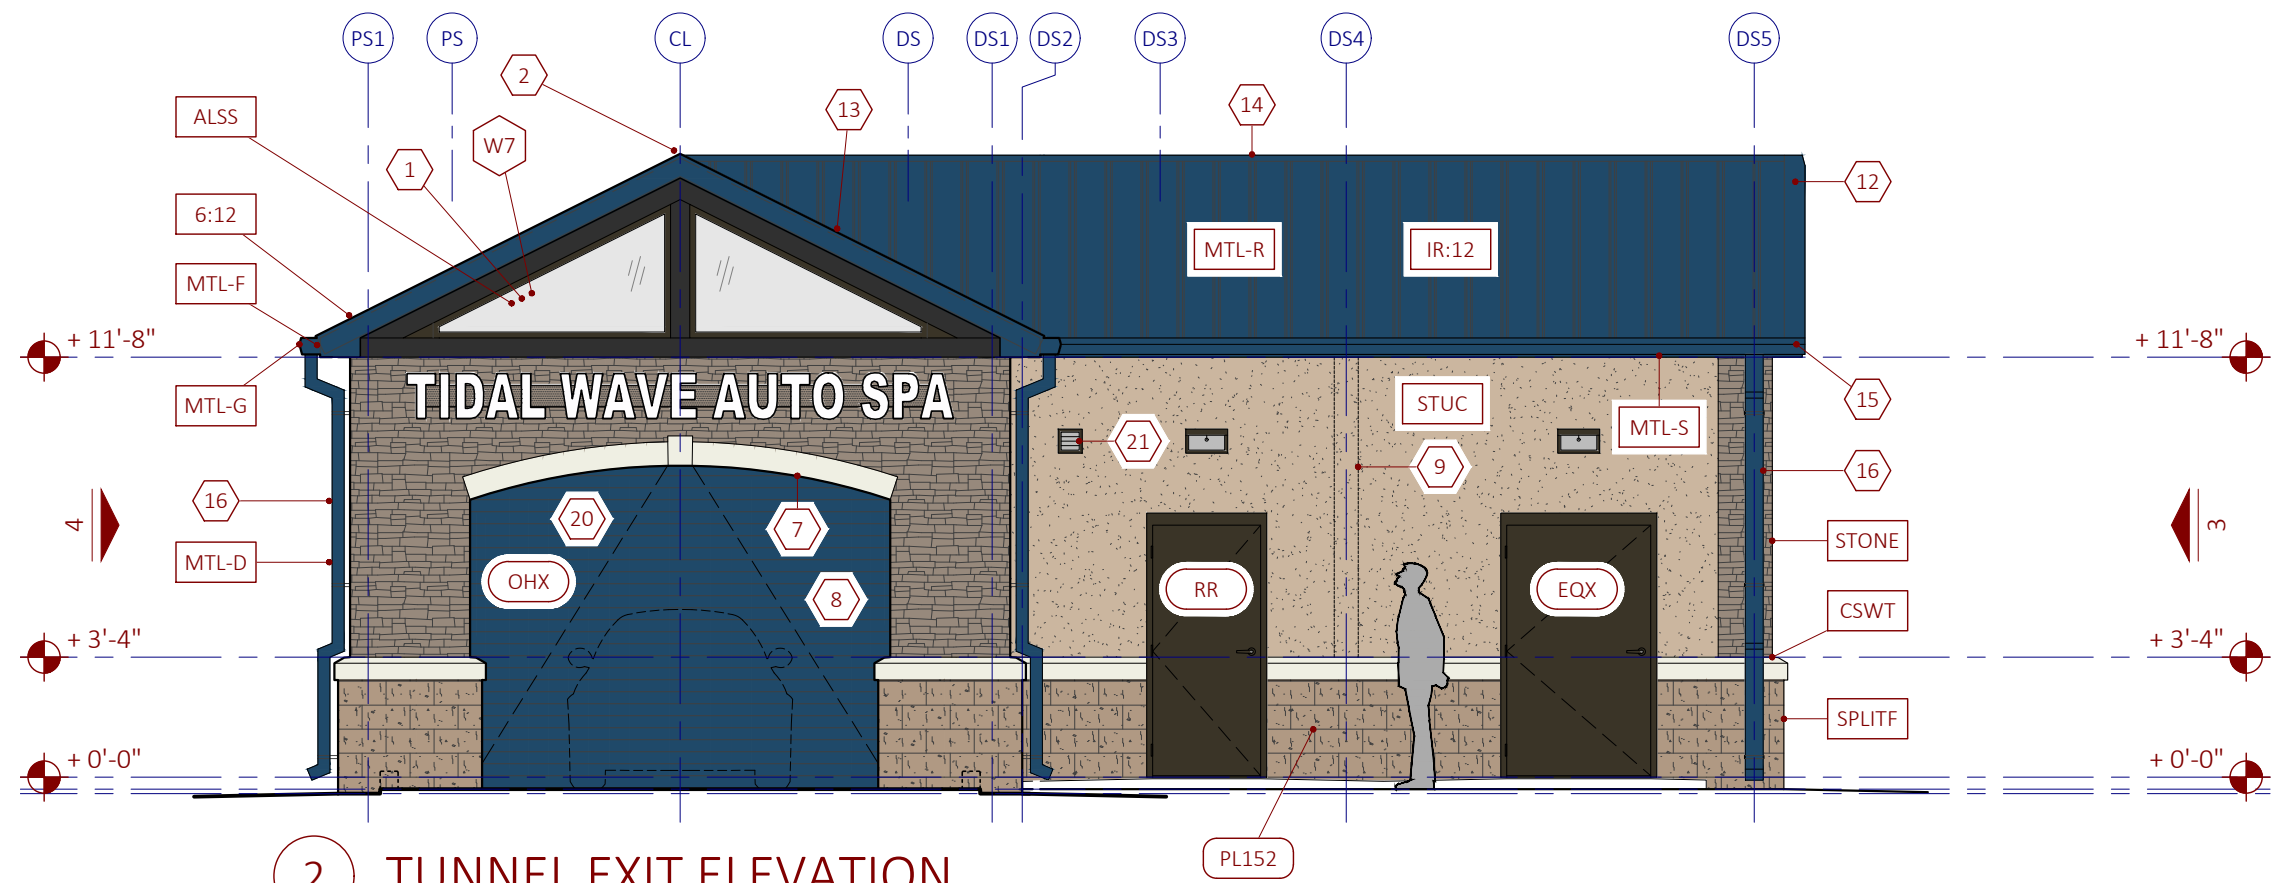 PS1 PS CL DS DS1 DS2 DS3 DS4 DS5
2
ALSS
13
14
W7
1
12
6:12
MTL-R
IR:12
MTL-F
+ 11'-8"
+ 11'-8"
MTL-G
TIDAL WAVE AUTO SPA
STUC
15
MTL-S
21
9
16
16
20
7
4
3
STONE
MTL-D
OHX
RR
EQX
8
CSWT
+ 3'-4"
+ 3'-4"
SPLITF
+ 0'-0"
+ 0'-0"
PL152
2 TUNNEL EXIT ELEVATION